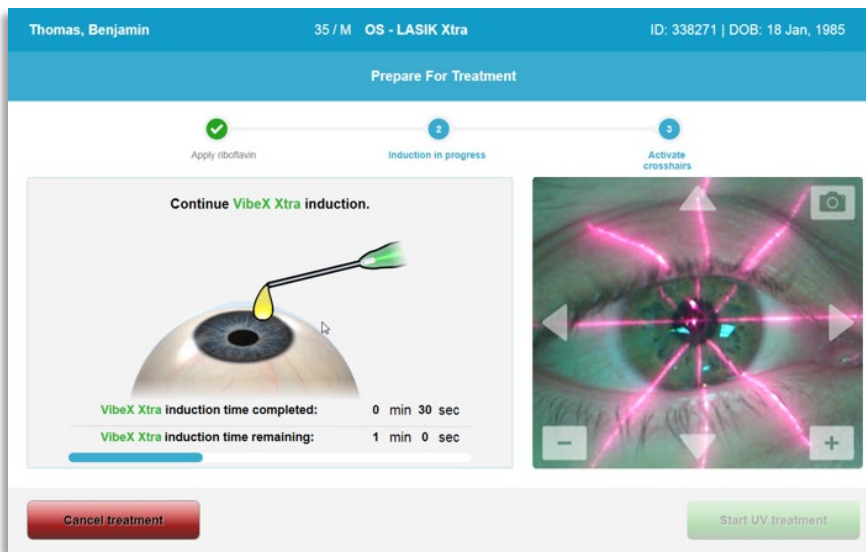 Thomas, Benjamin 35 / M OS - LASIK Xtra ID: 338271 | DOB: 18 Jan, 1985
Prepare For Treatment
2 3
Apply riboflavin Induction in progress Activate crosshairs
Continue VibeX Xtra induction.
VibeX Xtra induction time completed: 0 min 30 sec
VibeX Xtra induction time remaining: 1 min 0 sec
Cancel treatment Start UV treatment